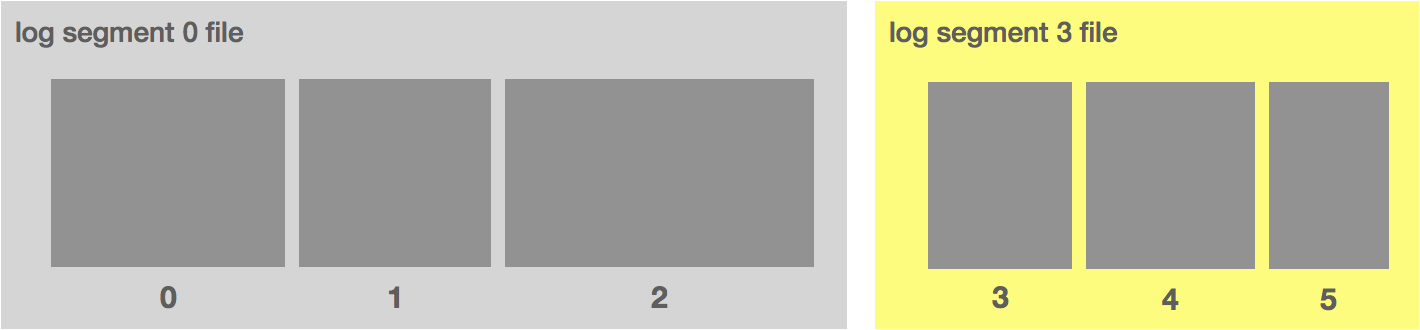 log segment 0 file
0 1 2
log segment 3 file
3 4 5